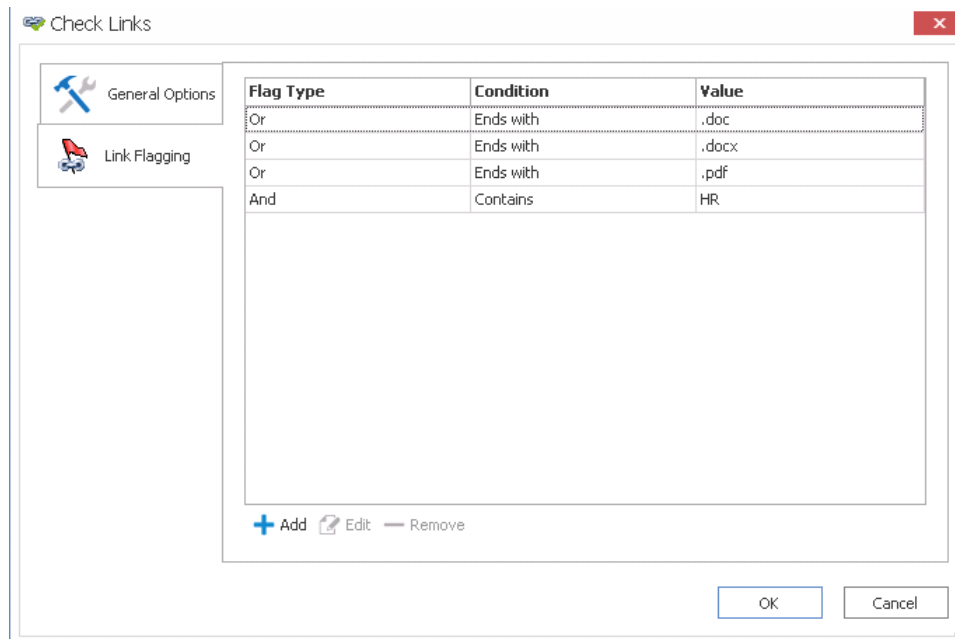 Check Links
General Options
Link Flagging
Flag Type Condition Value
Or Ends with .doc
Or Ends with .docx
Or Ends with .pdf
And Contains HR
Add Edit Remove
OK Cancel